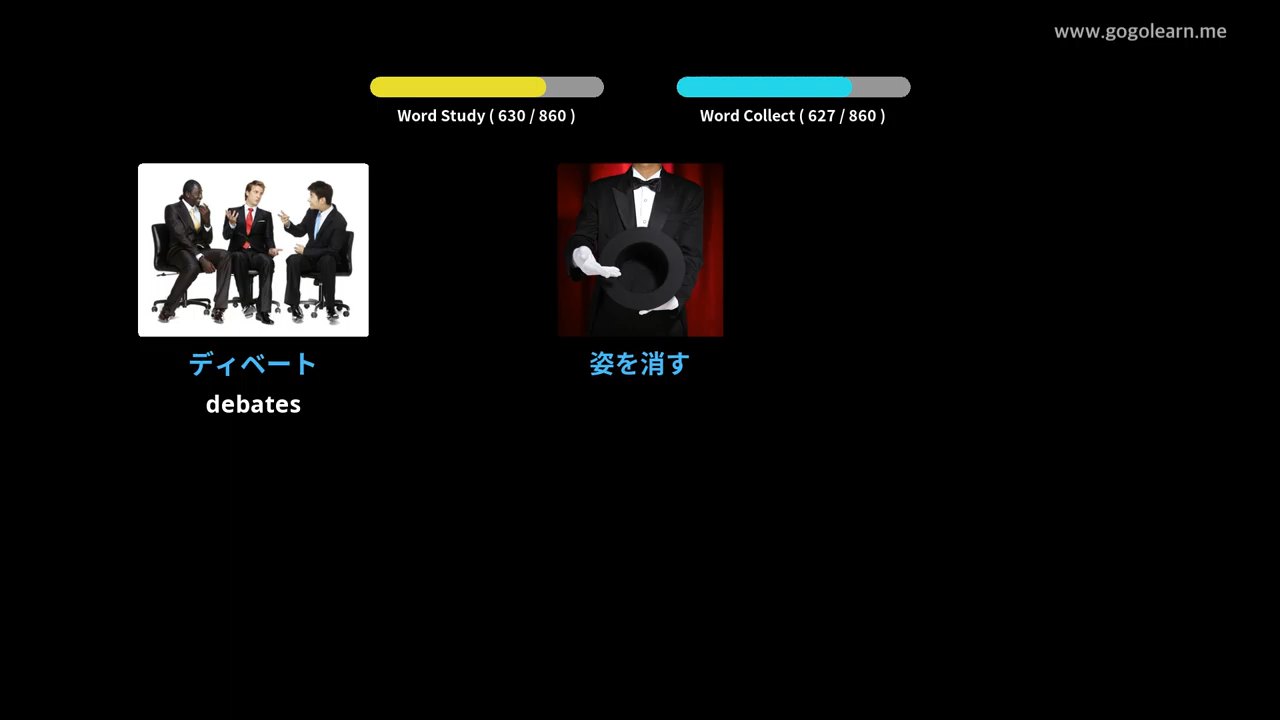 www.gogolearn.me
Word Study ( 630 / 860 )
Word Collect ( 627 / 860 )
ディベート
debates
姿を消す